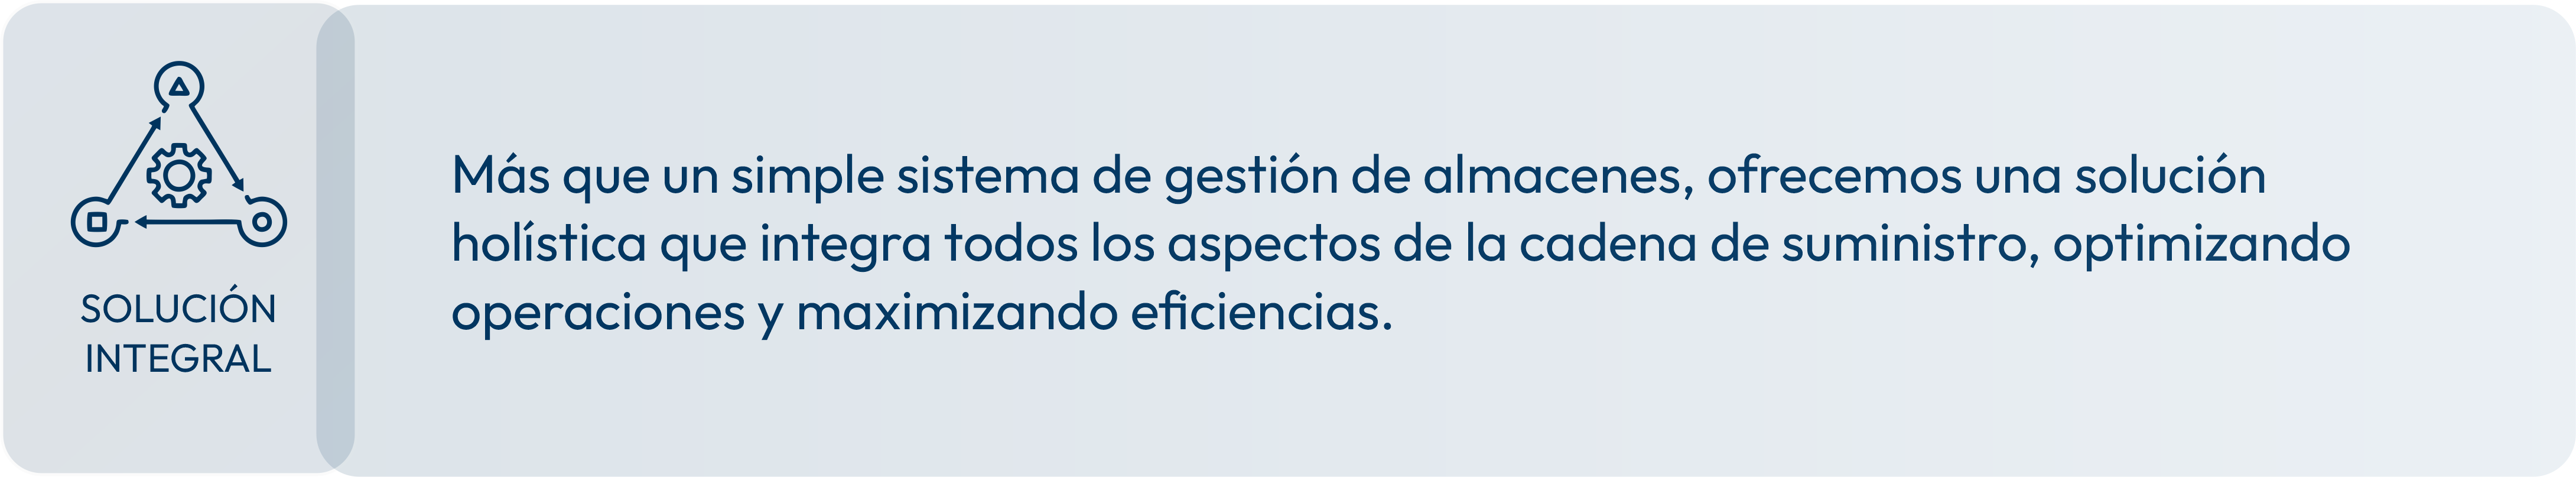 SOLUCIÓN
INTEGRAL
Más que un simple sistema de gestión de almacenes, ofrecemos una solución
holística que integra todos los aspectos de la cadena de suministro, optimizando
operaciones y maximizando eficiencias.